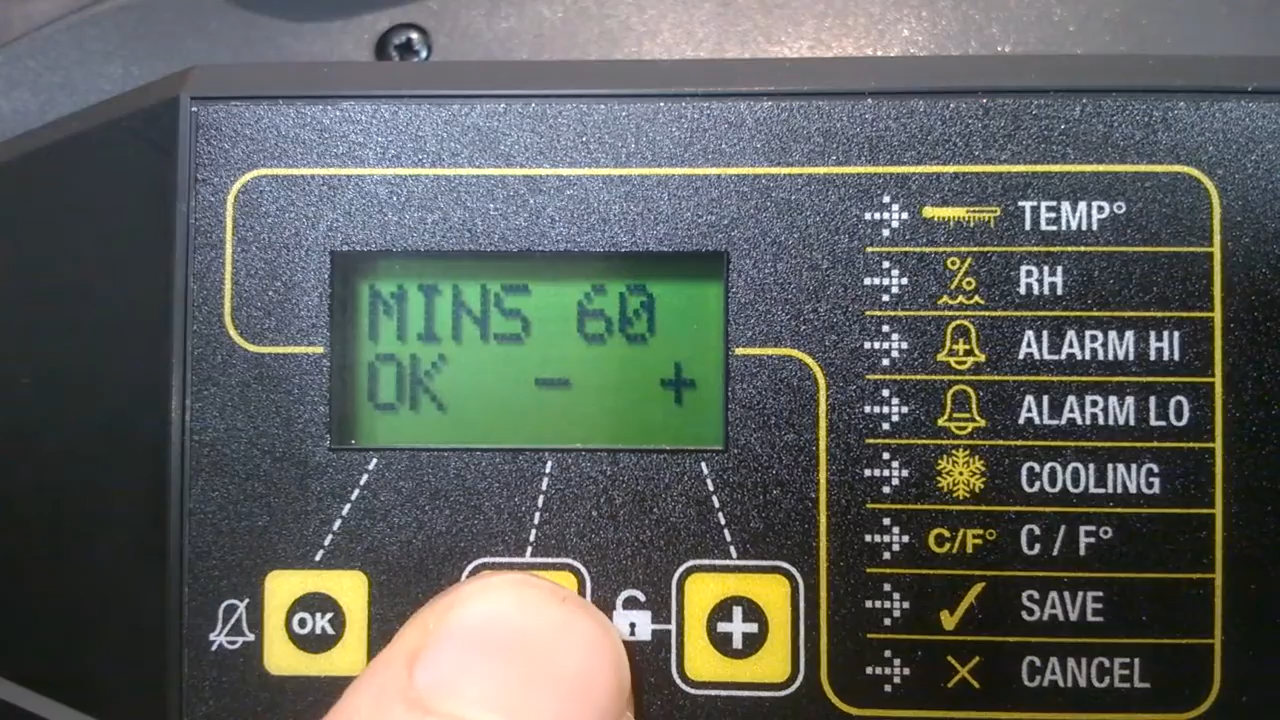 MINS 60
OK - +
OK
+
TEMP°
% RH
ALARM HI
ALARM LO
COOLING
C/F° C / F°
SAVE
CANCEL